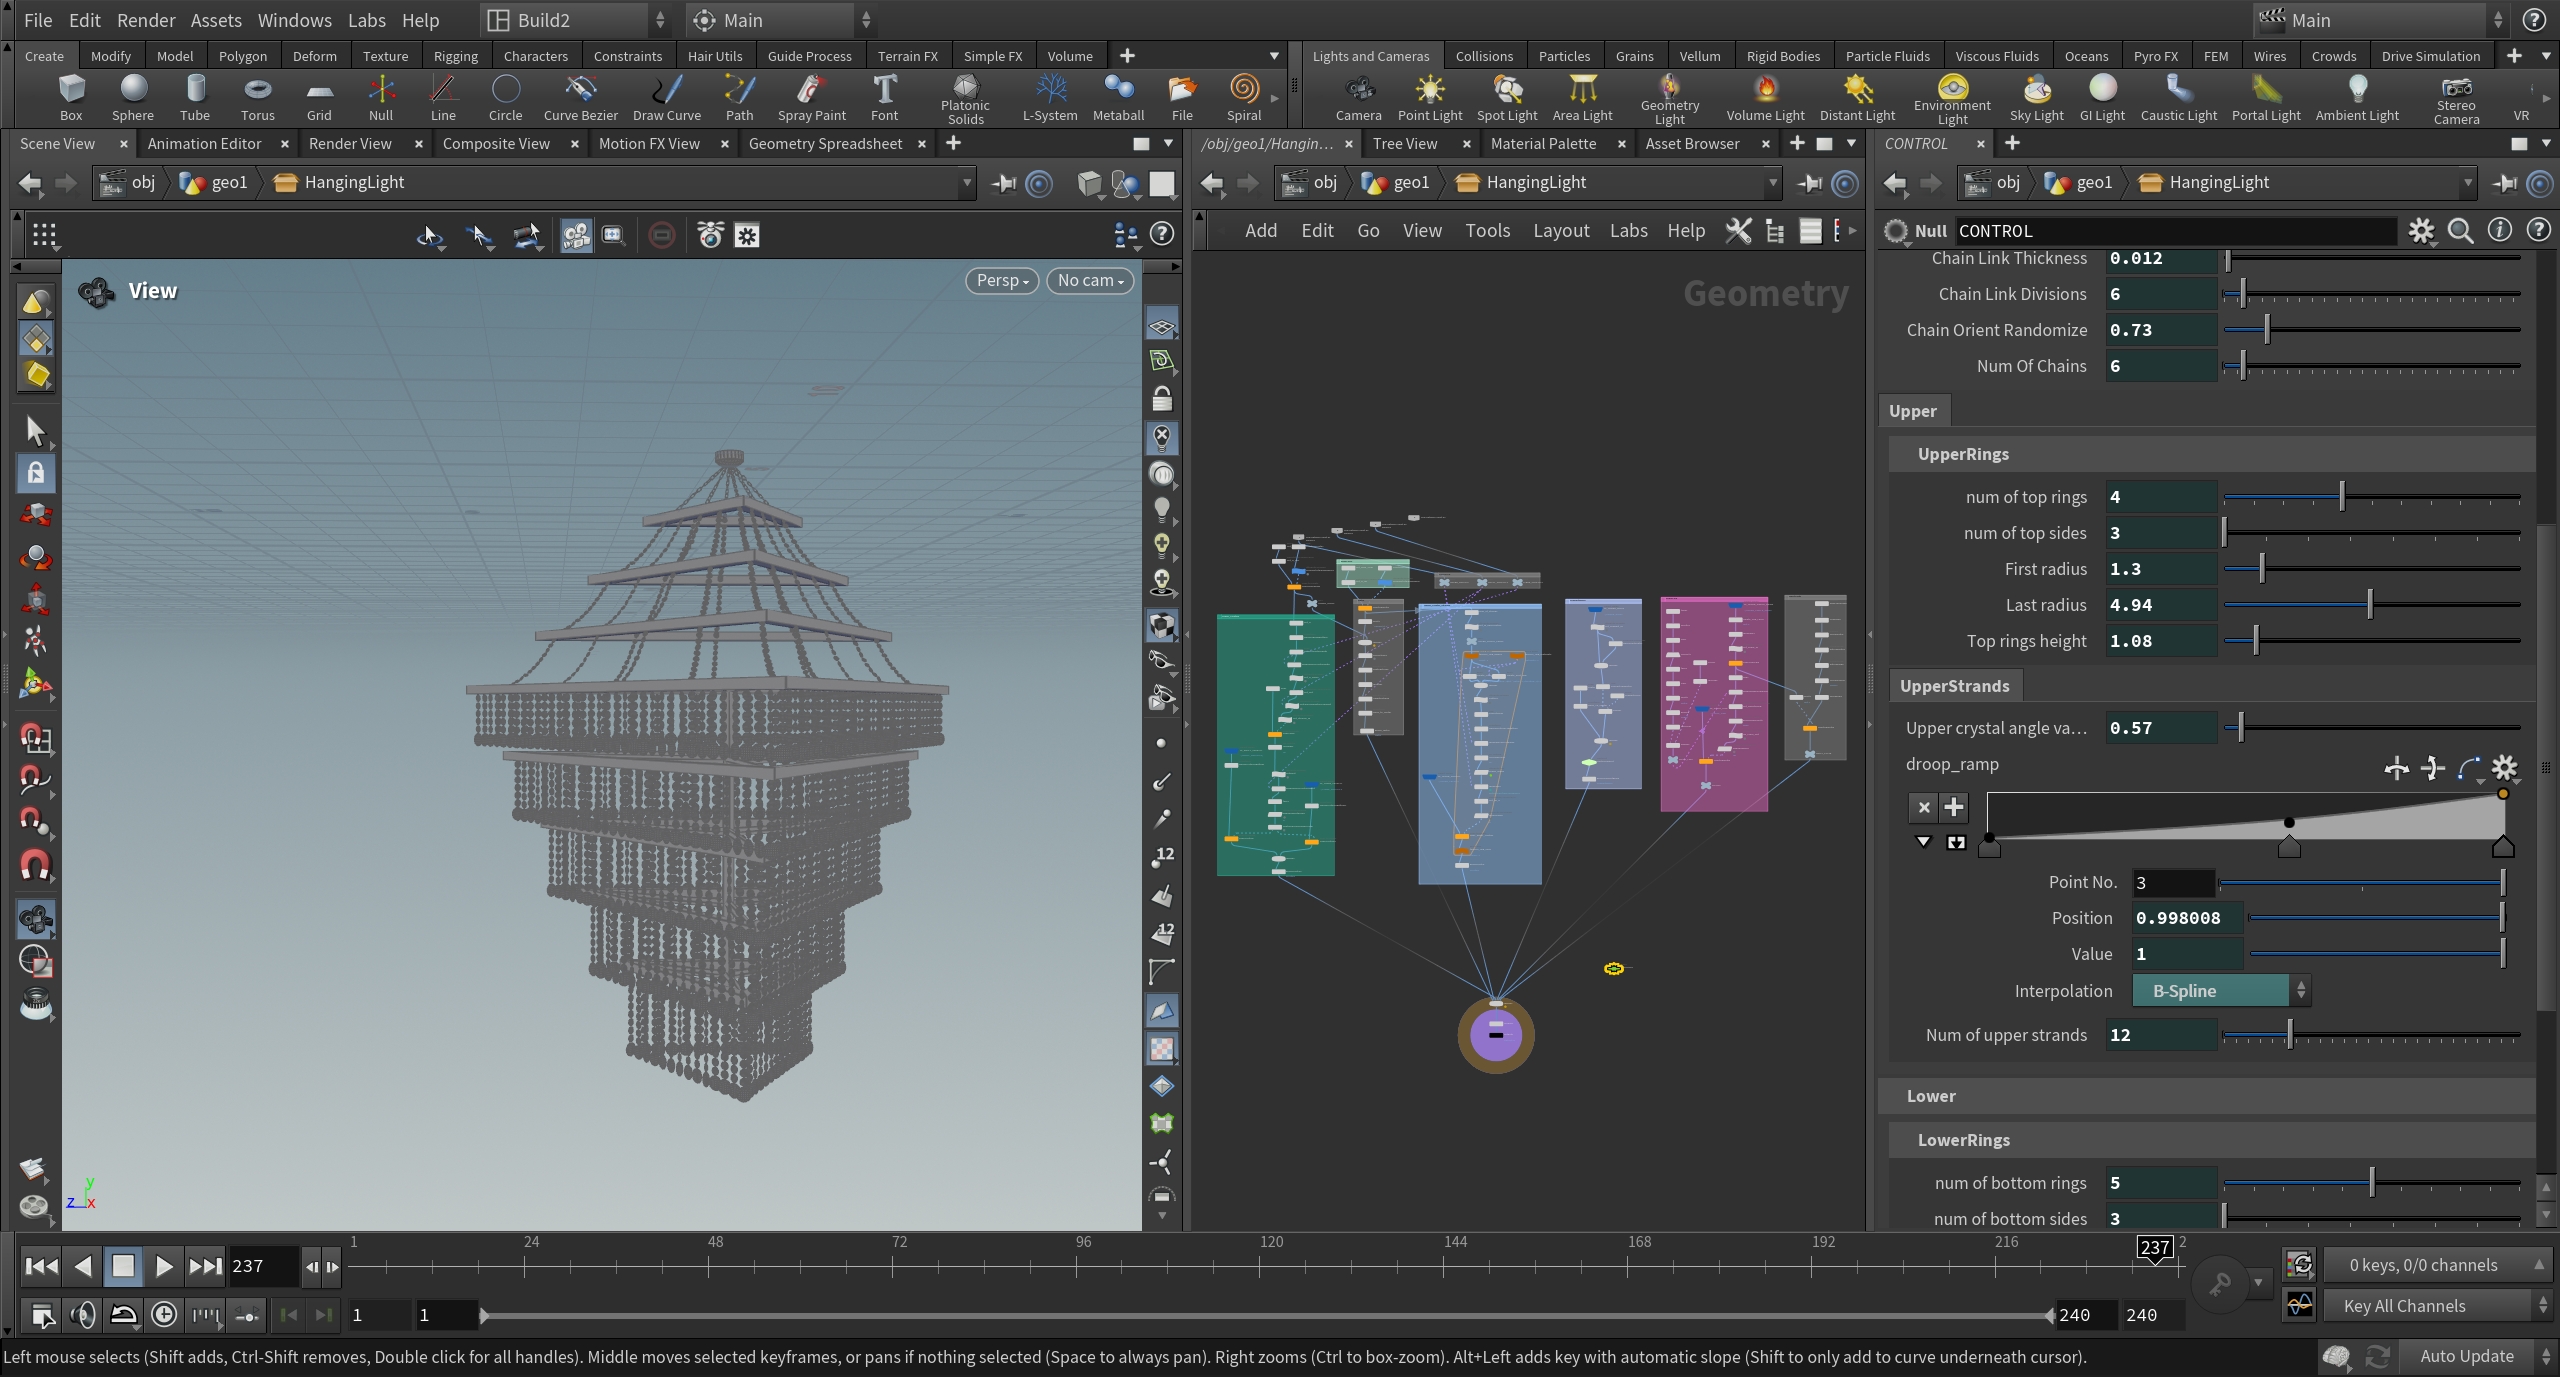 File Edit Render Assets Windows Labs Help Build2 Main Main
Create Modify Model Polygon Deform Texture Rigging Characters Constraints Hair Utils Guide Process Terrain FX Simple FX Volume
Lights and Cameras Collisions Particles Grains Vellum Rigid Bodies Particle Fluids Viscous Fluids Oceans Pyro FX FEM Wires Crowds Drive Simulation
Box Sphere Tube Torus Grid Null Line Circle Curve Bezier Draw Curve Path Spray Paint Font Platonic Solids L-System Metaball File Spiral
Camera Point Light Spot Light Area Light Geometry Light Volume Light Distant Light Environment Light Sky Light GI Light Caustic Light Portal Light Ambient Light Stereo Camera VR
Scene View Animation Editor Render View Composite View Motion FX View Geometry Spreadsheet
/obj/geo1/Hangin... Tree View Material Palette Asset Browser
CONTROL
obj geo1 HangingLight
obj geo1 HangingLight
obj geo1 HangingLight
Add Edit Go View Tools Layout Labs Help
Null CONTROL
View
Persp No cam
Geometry
12
12
y
z x
Chain Link Thickness 0.012
Chain Link Divisions 6
Chain Orient Randomize 0.73
Num Of Chains 6
Upper
UpperRings
num of top rings 4
num of top sides 3
First radius 1.3
Last radius 4.94
Top rings height 1.08
UpperStrands
Upper crystal angle va... 0.57
droop_ramp
Point No. 3
Position 0.998008
Value 1
Interpolation B-Spline
Num of upper strands 12
Lower
LowerRings
num of bottom rings 5
num of bottom sides 3
237
1 24 48 72 96 120 144 168 192 216 237 2
0 keys, 0/0 channels
1 1 240 240
Key All Channels
Left mouse selects (Shift adds, Ctrl-Shift removes, Double click for all handles). Middle moves selected keyframes, or pans if nothing selected (Space to always pan). Right zooms (Ctrl to box-zoom). Alt+Left adds key with automatic slope (Shift to only add to curve underneath cursor).
Auto Update